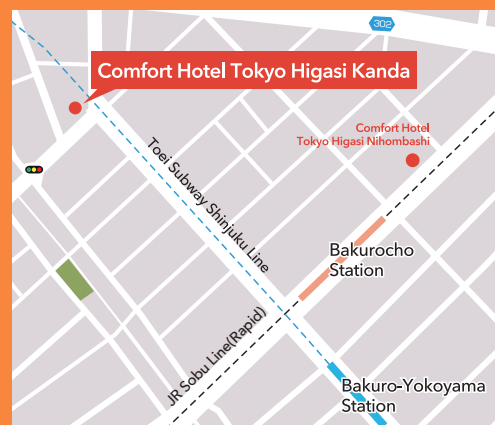 302
Comfort Hotel Tokyo Higasi Kanda
Comfort Hotel
Tokyo Higasi Nihombashi
Toei Subway Shinjuku Line
Bakurocho
Station
JR Sobu Line(Rapid)
Bakuro-Yokoyama
Station